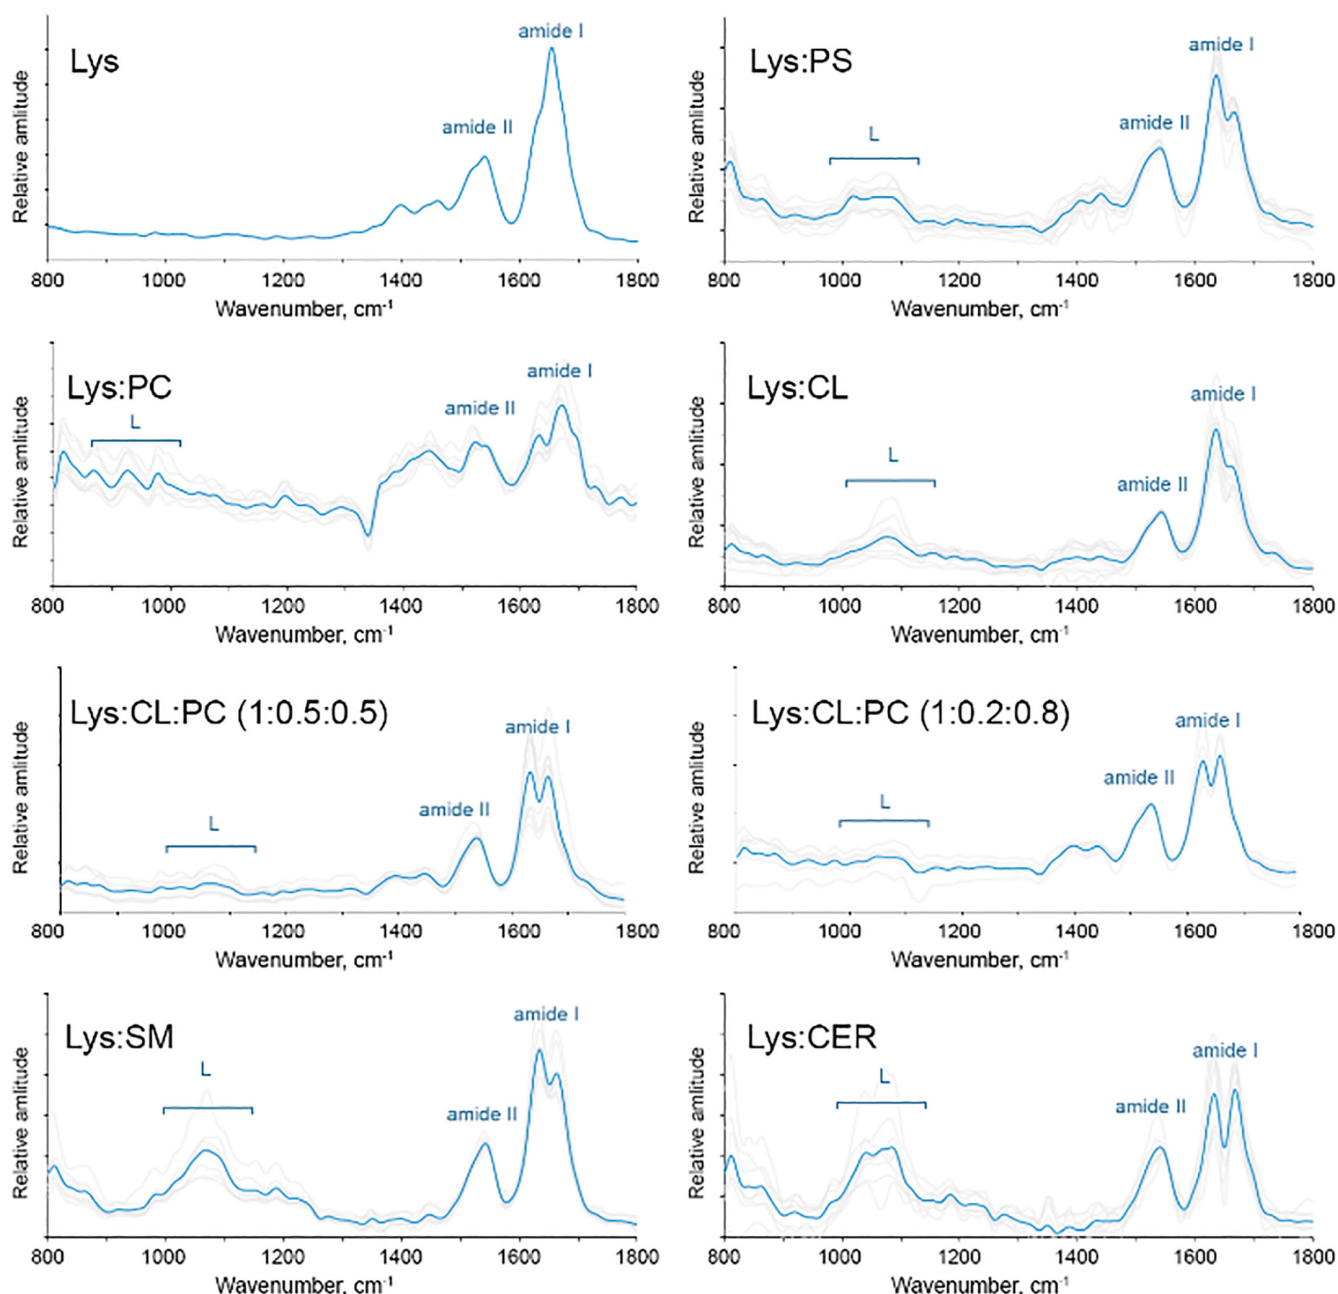 Lys
amide I
amide II
Relative amlitude
800 1000 1200 1400 1600 1800
Wavenumber, cm-1
Lys:PS
amide I
amide II
L
Relative amlitude
800 1000 1200 1400 1600 1800
Wavenumber, cm-1
Lys:PC
amide I
amide II
L
Relative amlitude
800 1000 1200 1400 1600 1800
Wavenumber, cm-1
Lys:CL
amide I
amide II
L
Relative amlitude
800 1000 1200 1400 1600 1800
Wavenumber, cm-1
Lys:CL:PC (1:0.5:0.5)
amide I
amide II
L
Relative amlitude
800 1000 1200 1400 1600 1800
Wavenumber, cm-1
Lys:CL:PC (1:0.2:0.8)
amide I
amide II
L
Relative amlitude
800 1000 1200 1400 1600 1800
Wavenumber, cm-1
Lys:SM
amide I
amide II
L
Relative amlitude
800 1000 1200 1400 1600 1800
Wavenumber, cm-1
Lys:CER
amide I
amide II
L
Relative amlitude
800 1000 1200 1400 1600 1800
Wavenumber, cm-1